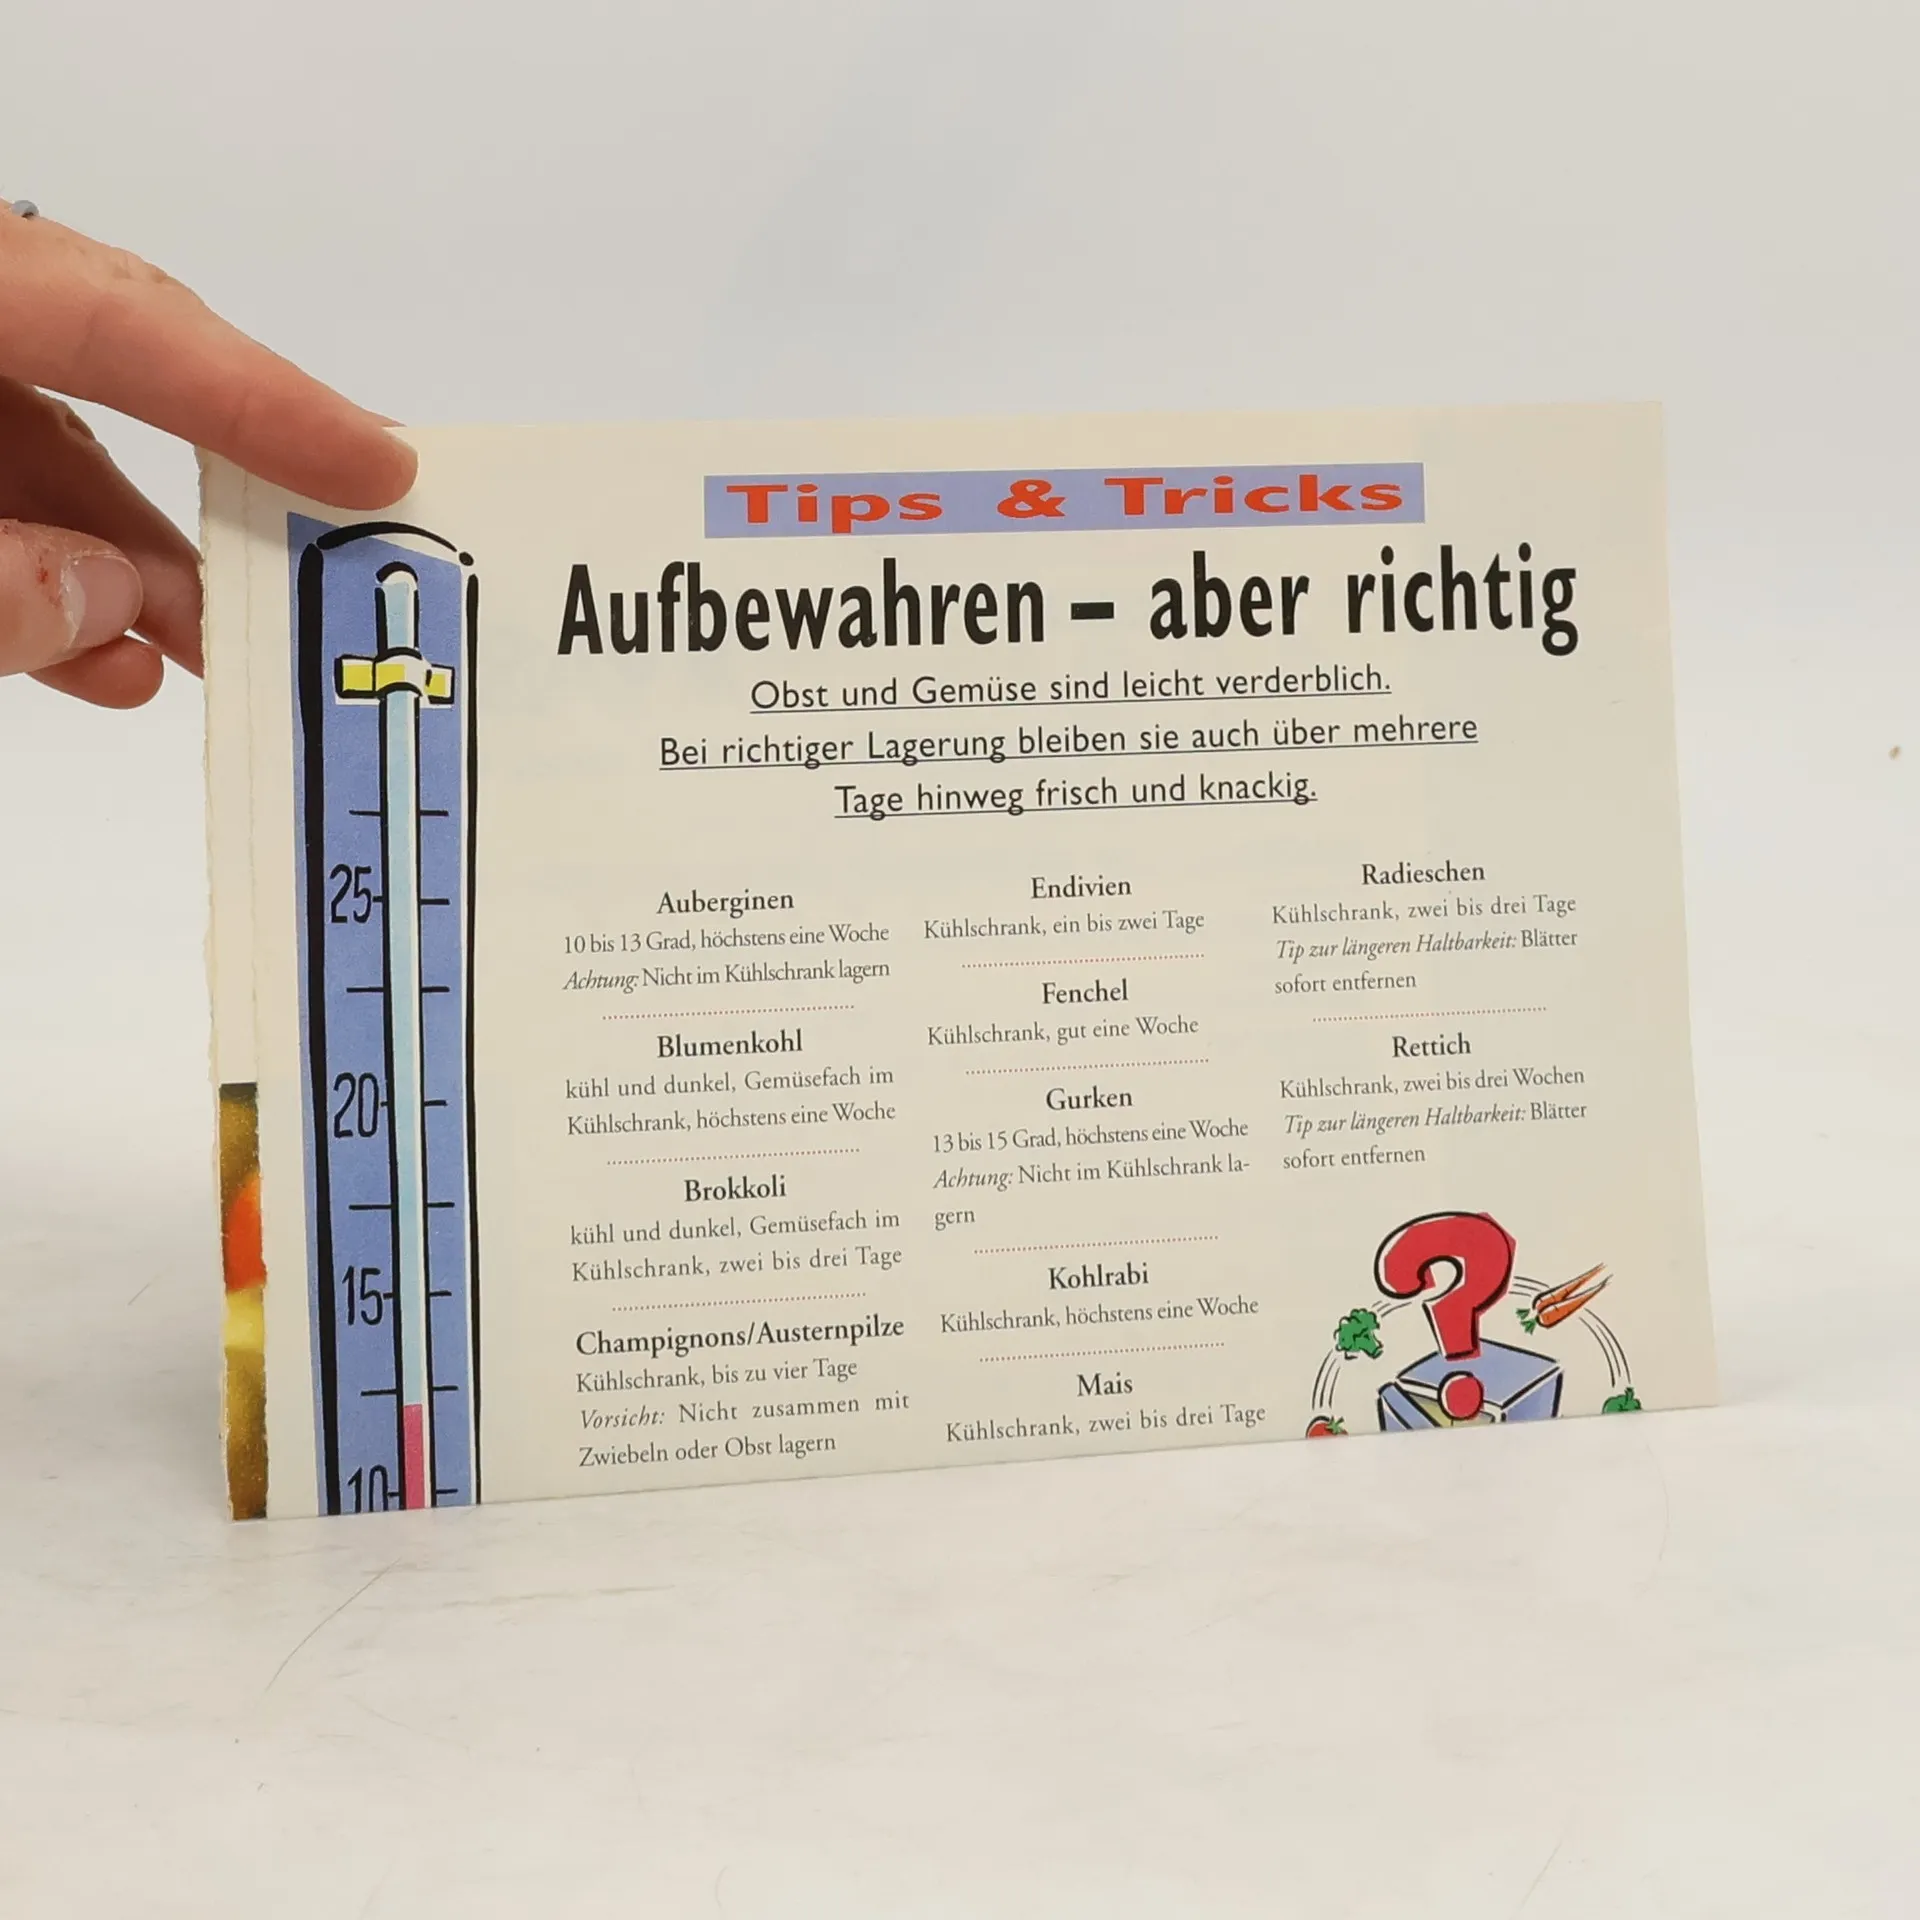 Tips & Tricks
Aufbewahren – aber richtig
Obst und Gemüse sind leicht verderblich.
Bei richtiger Lagerung bleiben sie auch über mehrere
Tage hinweg frisch und knackig.
25
20
15
10
Auberginen
10 bis 13 Grad, höchstens eine Woche
Achtung: Nicht im Kühlschrank lagern
Blumenkohl
kühl und dunkel, Gemüsefach im
Kühlschrank, höchstens eine Woche
Brokkoli
kühl und dunkel, Gemüsefach im
Kühlschrank, zwei bis drei Tage
Champignons/Austernpilze
Kühlschrank, bis zu vier Tage
Vorsicht: Nicht zusammen mit
Zwiebeln oder Obst lagern
Endivien
Kühlschrank, ein bis zwei Tage
Fenchel
Kühlschrank, gut eine Woche
Gurken
13 bis 15 Grad, höchstens eine Woche
Achtung: Nicht im Kühlschrank la-
gern
Kohlrabi
Kühlschrank, höchstens eine Woche
Mais
Kühlschrank, zwei bis drei Tage
Radieschen
Kühlschrank, zwei bis drei Tage
Tip zur längeren Haltbarkeit: Blätter
sofort entfernen
Rettich
Kühlschrank, zwei bis drei Wochen
Tip zur längeren Haltbarkeit: Blätter
sofort entfernen
?